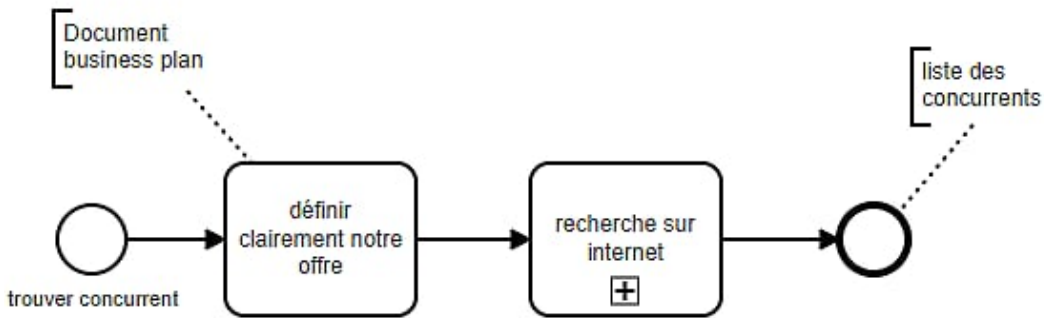 Document
business plan
liste des
concurrents
définir
clairement notre
offre
recherche sur
internet
trouver concurrent